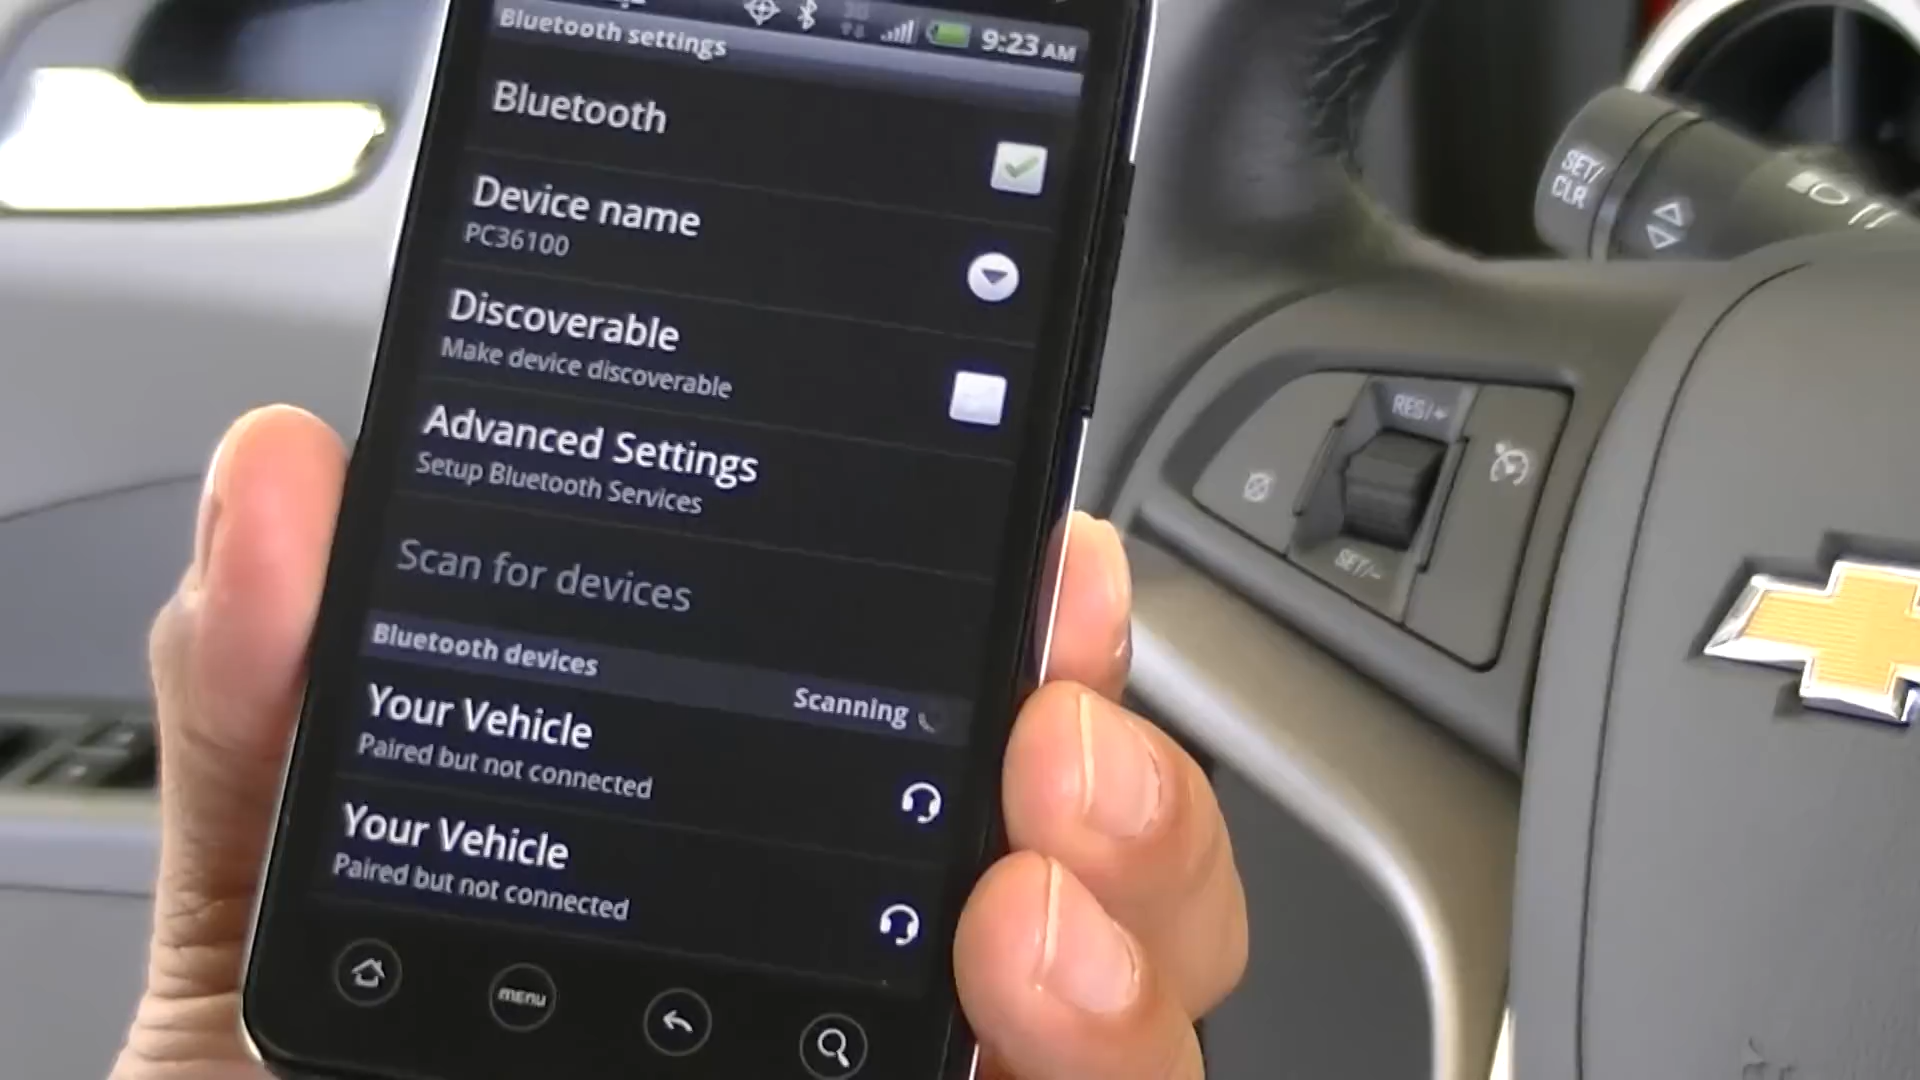 9:23 AM
Bluetooth settings
Bluetooth
Device name
PC36100
Discoverable
Make device discoverable
Advanced Settings
Setup Bluetooth Services
Scan for devices
Bluetooth devices
Scanning
Your Vehicle
Paired but not connected
Your Vehicle
Paired but not connected
menu
SET/
CLR
RES/+
SET/-